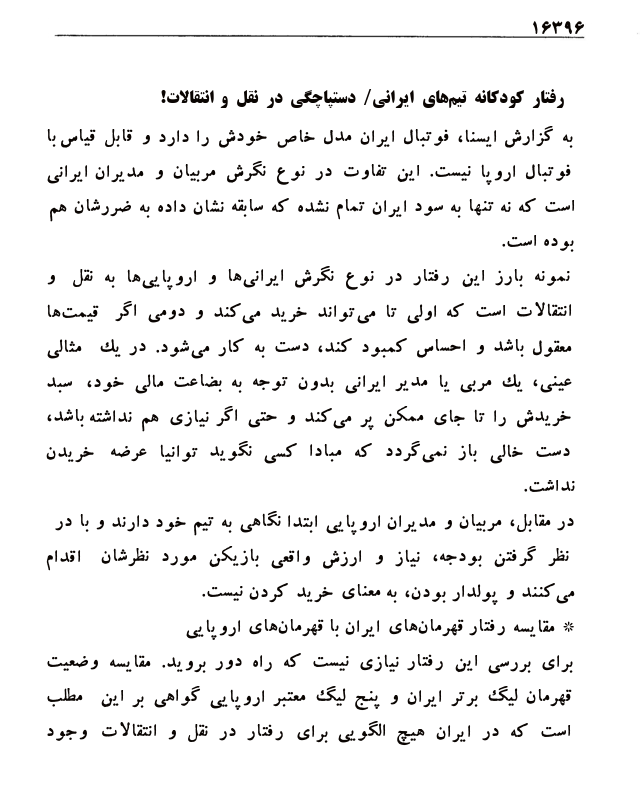 ۱۶۳۹۶
رفتار کودکانه تیم‌های ایرانی/ دستپاچگی در نقل و انتقالات!
به گزارش ایسنا، فوتبال ایران مدل خاص خودش را دارد و قابل قیاس با
فوتبال اروپا نیست. این تفاوت در نوع نگرش مربیان و مدیران ایرانی
است که نه تنها به سود ایران تمام نشده که سابقه نشان داده به ضررشان هم
بوده است.
نمونه بارز این رفتار در نوع نگرش ایرانی‌ها و اروپایی‌ها به نقل و
انتقالات است که اولی تا می‌تواند خرید می‌کند و دومی اگر قیمت‌ها
معقول باشد و احساس کمبود کند، دست به کار می‌شود. در یك مثالی
عینی، یك مربی یا مدیر ایرانی بدون توجه به بضاعت مالی خود، سبد
خریدش را تا جای ممکن پر می‌کند و حتی اگر نیازی هم نداشته باشد،
دست خالی باز نمی‌گردد که مبادا کسی نگوید توانیا عرضه خریدن
نداشت.
در مقابل، مربیان و مدیران اروپایی ابتدا نگاهی به تیم خود دارند و با در
نظر گرفتن بودجه، نیاز و ارزش واقعی بازیکن مورد نظرشان اقدام
می‌کنند و پولدار بودن، به معنای خرید کردن نیست.
* مقایسه رفتار قهرمان‌های ایران با قهرمان‌های اروپایی
برای بررسی این رفتار نیازی نیست که راه دور بروید. مقایسه وضعیت
قهرمان لیگ برتر ایران و پنج لیگ معتبر اروپایی گواهی بر این مطلب
است که در ایران هیچ الگویی برای رفتار در نقل و انتقالات وجود